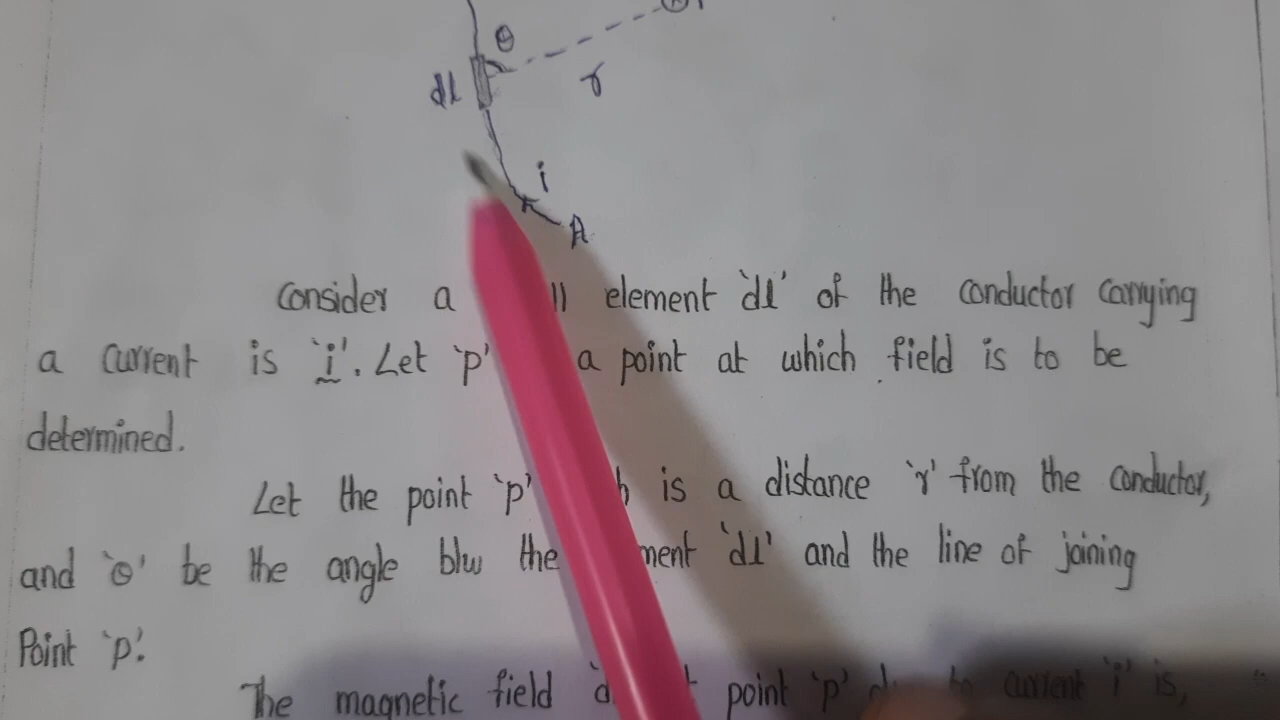 θ
dl
r
i
A
Consider a ll element `dl' of the conductor carrying
a current is `i'. Let `p' a point at which field is to be
determined.
Let the point `p' h is a distance `r' from the conductor,
and `θ' be the angle blw the ment `dl' and the line of joining
Point `p'.
The magnetic field point `p' to current `i' is,